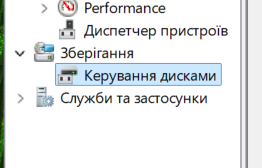 Performance
Диспетчер пристроїв
Зберігання
Керування дисками
Служби та застосунки